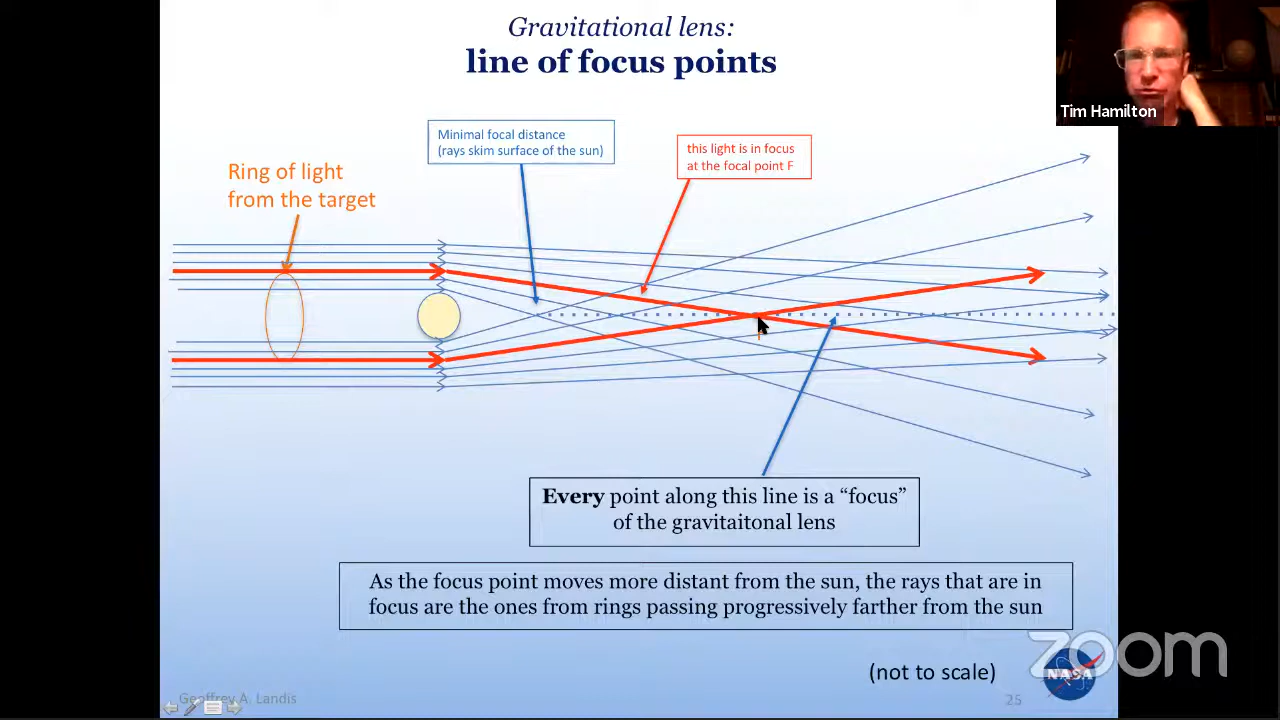 Gravitational lens:
line of focus points
Tim Hamilton
Minimal focal distance
(rays skim surface of the sun)
this light is in focus
at the focal point F
Ring of light
from the target
Every point along this line is a “focus”
of the gravitaitonal lens
As the focus point moves more distant from the sun, the rays that are in
focus are the ones from rings passing progressively farther from the sun
(not to scale)
zoom
NASA
Geoffrey A. Landis
25